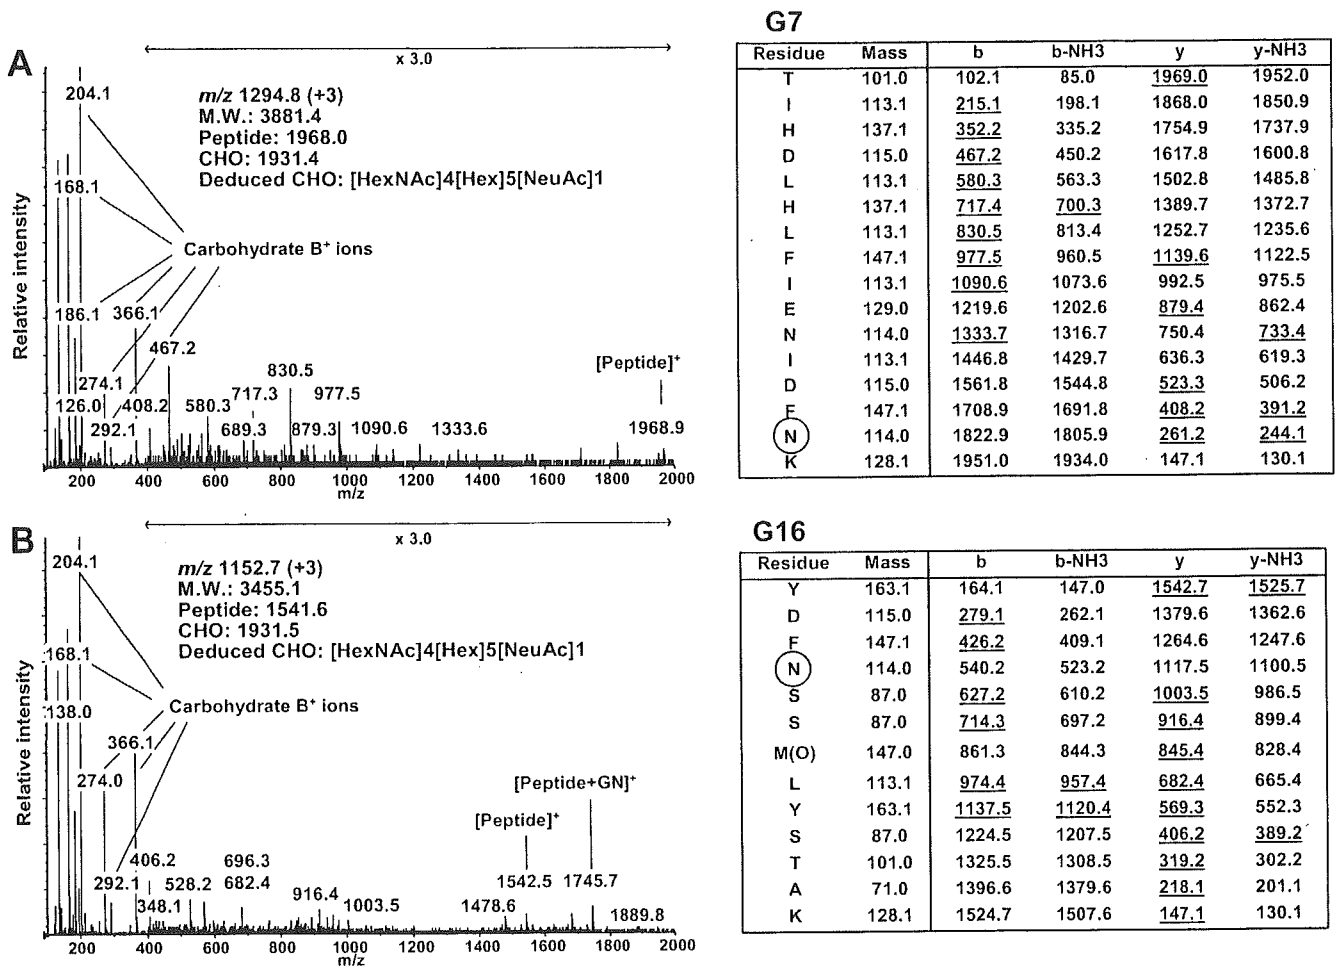 A
x 3.0
204.1
m/z 1294.8 (+3)
M.W.: 3881.4
Peptide: 1968.0
CHO: 1931.4
Deduced CHO: [HexNAc]4[Hex]5[NeuAc]1
168.1
Carbohydrate B+ ions
186.1 366.1
467.2
274.1
126.0 408.2 580.3 717.3 830.5 977.5
292.1 689.3 879.3 1090.6 1333.6
[Peptide]+
1968.9
Relative intensity
200 400 600 800 1000 1200 1400 1600 1800 2000
m/z
G7
Residue Mass b b-NH3 y y-NH3
T 101.0 102.1 85.0 1969.0 1952.0
I 113.1 215.1 198.1 1868.0 1850.9
H 137.1 352.2 335.2 1754.9 1737.9
D 115.0 467.2 450.2 1617.8 1600.8
L 113.1 580.3 563.3 1502.8 1485.8
H 137.1 717.4 700.3 1389.7 1372.7
L 113.1 830.5 813.4 1252.7 1235.6
F 147.1 977.5 960.5 1139.6 1122.5
I 113.1 1090.6 1073.6 992.5 975.5
E 129.0 1219.6 1202.6 879.4 862.4
N 114.0 1333.7 1316.7 750.4 733.4
I 113.1 1446.8 1429.7 636.3 619.3
D 115.0 1561.8 1544.8 523.3 506.2
F 147.1 1708.9 1691.8 408.2 391.2
N 114.0 1822.9 1805.9 261.2 244.1
K 128.1 1951.0 1934.0 147.1 130.1
B
x 3.0
204.1
m/z 1152.7 (+3)
M.W.: 3455.1
Peptide: 1541.6
CHO: 1931.5
Deduced CHO: [HexNAc]4[Hex]5[NeuAc]1
168.1
138.0
Carbohydrate B+ ions
366.1
274.0
406.2 696.3
292.1 528.2 682.4
348.1 916.4 1003.5 1478.6
[Peptide+GN]+
[Peptide]+
1542.5 1745.7
1889.8
Relative intensity
200 400 600 800 1000 1200 1400 1600 1800 2000
m/z
G16
Residue Mass b b-NH3 y y-NH3
Y 163.1 164.1 147.0 1542.7 1525.7
D 115.0 279.1 262.1 1379.6 1362.6
F 147.1 426.2 409.1 1264.6 1247.6
N 114.0 540.2 523.2 1117.5 1100.5
S 87.0 627.2 610.2 1003.5 986.5
S 87.0 714.3 697.2 916.4 899.4
M(O) 147.0 861.3 844.3 845.4 828.4
L 113.1 974.4 957.4 682.4 665.4
Y 163.1 1137.5 1120.4 569.3 552.3
S 87.0 1224.5 1207.5 406.2 389.2
T 101.0 1325.5 1308.5 319.2 302.2
A 71.0 1396.6 1379.6 218.1 201.1
K 128.1 1524.7 1507.6 147.1 130.1